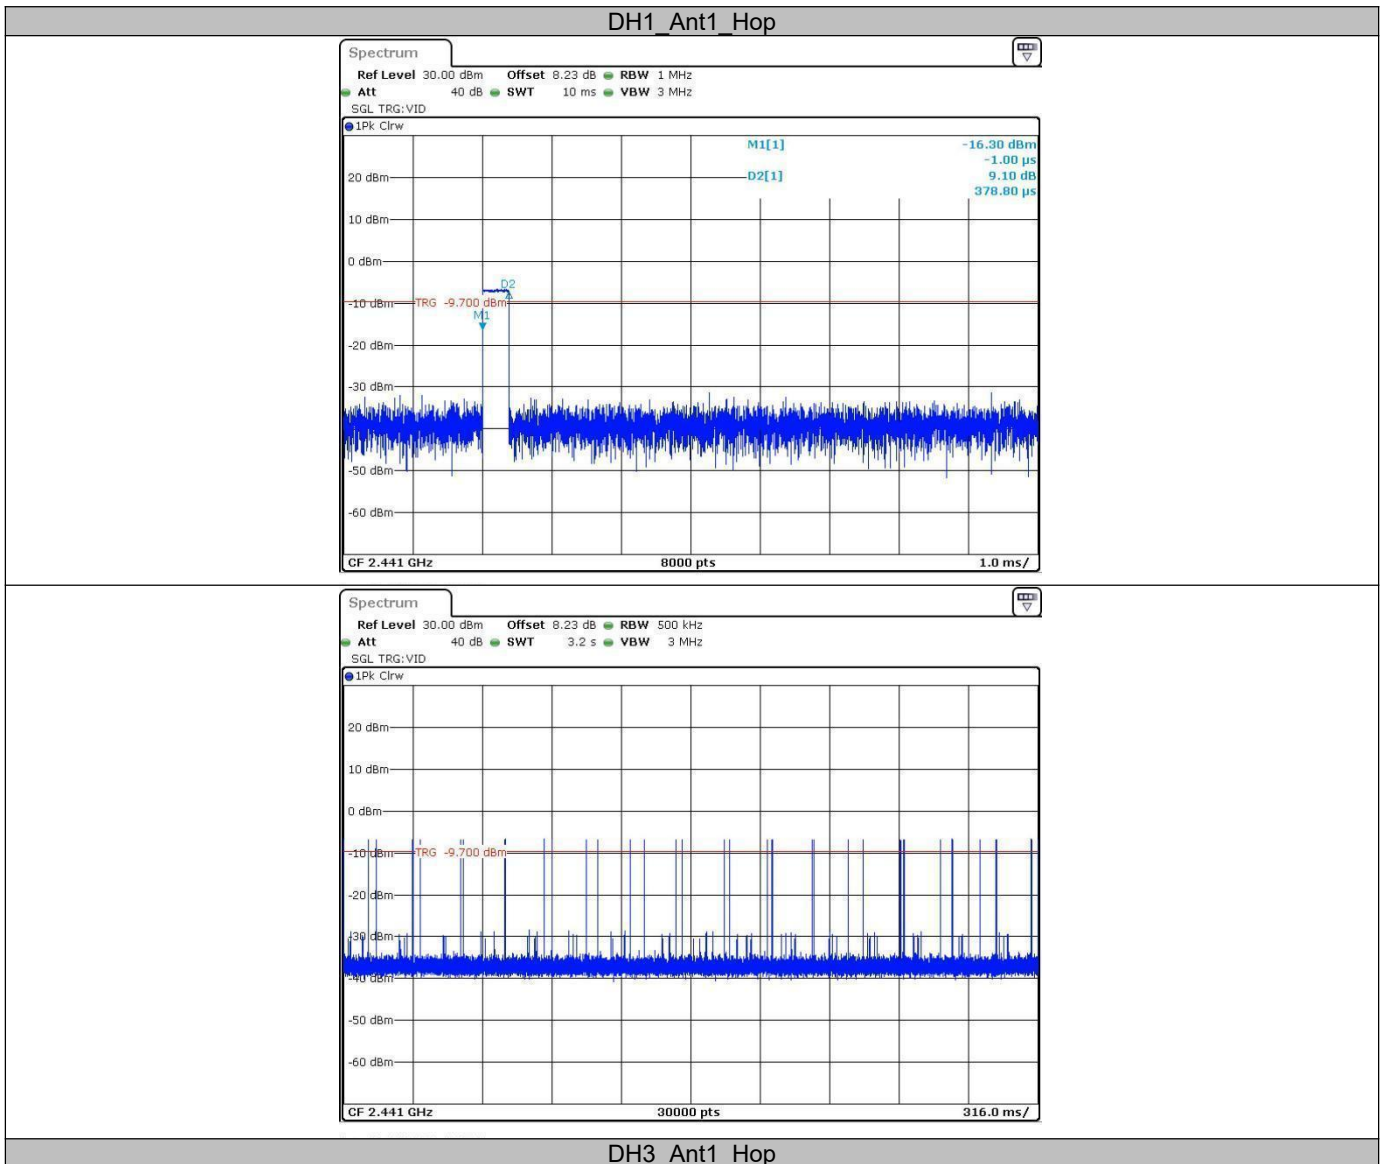 DH1_Ant1_Hop
Spectrum
Ref Level 30.00 dBm Offset 8.23 dB RBW 1 MHz
Att 40 dB SWT 10 ms VBW 3 MHz
SGL TRG:VID
1Pk Clrw
M1[1] -16.30 dBm
-1.00 µs
20 dBm D2[1] 9.10 dB
378.80 µs
10 dBm
0 dBm
D2
-10 dBm TRG -9.700 dBm
M1
-20 dBm
-30 dBm
-50 dBm
-60 dBm
CF 2.441 GHz 8000 pts 1.0 ms/
Spectrum
Ref Level 30.00 dBm Offset 8.23 dB RBW 500 kHz
Att 40 dB SWT 3.2 s VBW 3 MHz
SGL TRG:VID
1Pk Clrw
20 dBm
10 dBm
0 dBm
-10 dBm TRG -9.700 dBm
-20 dBm
-30 dBm
-40 dBm
-50 dBm
-60 dBm
CF 2.441 GHz 30000 pts 316.0 ms/
DH3_Ant1_Hop